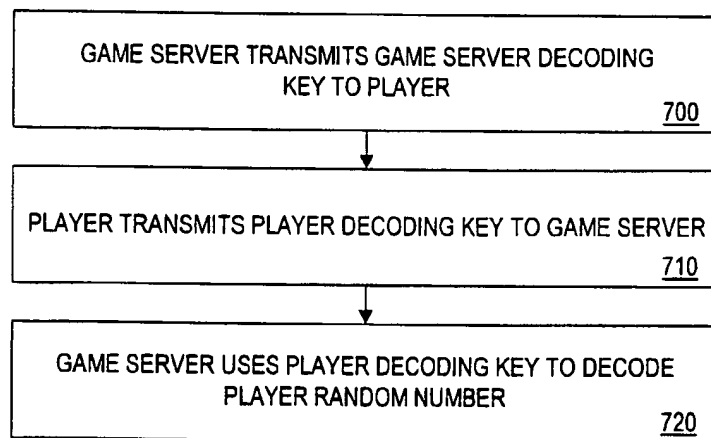 GAME SERVER TRANSMITS GAME SERVER DECODING
KEY TO PLAYER
700
PLAYER TRANSMITS PLAYER DECODING KEY TO GAME SERVER
710
GAME SERVER USES PLAYER DECODING KEY TO DECODE
PLAYER RANDOM NUMBER
720